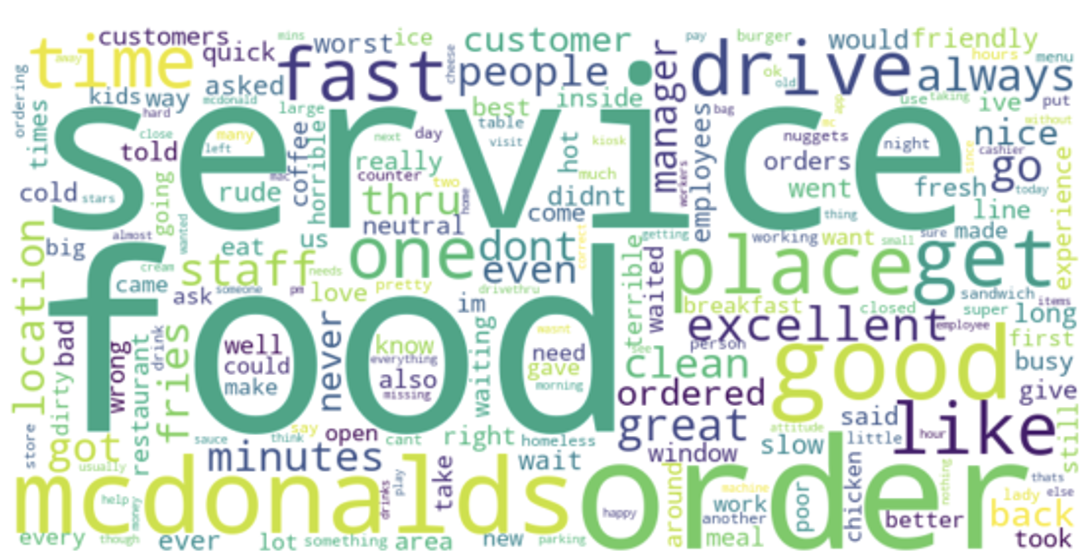 customers
mins
ice
customer
pay
burger
would
friendly
time
away
quick
fast
worst
people
cheese
manager
drive
ok
old
hours
menu
always
ordering
kids
way
asked
mcdonald
large
best
inside
bag
app
use
taking
ive
put
times
hard
close
many
left
told
service
coffee
horrible
next
day
table
visit
hot
kiosk
employees
workers
nuggets
night
since
cashier
without
nice
go
cold
stars
going
rude
really
counter
two
thru
home
much
didnt
orders
went
fresh
today
experience
location
big
almost
wanted
eat
us
neutral
come
correct
getting
thing
working
want
small
sure
made
line
food
came
cream
staff
needs
one
dont
even
terrible
waited
place
get
ask
someone
pm
love
pretty
drivethru
im
breakfast
closed
sandwich
super
items
long
bad
dirty
wrong
restaurant
drink
fries
well
could
make
never
know
everything
also
missing
waiting
wasnt
need
gave
morning
see
clean
person
excellent
employee
good
first
busy
give
store
got
usually
sauce
think
say
open
cant
right
homeless
ordered
great
window
attitude
slow
said
little
like
hour
still
minutes
wait
mcdonalds
help
money
drinks
play
take
happy
order
around
machine
work
another
meal
poor
chicken
better
nothing
thats
lady
else
back
every
though
ever
lot
something
area
new
parking
took